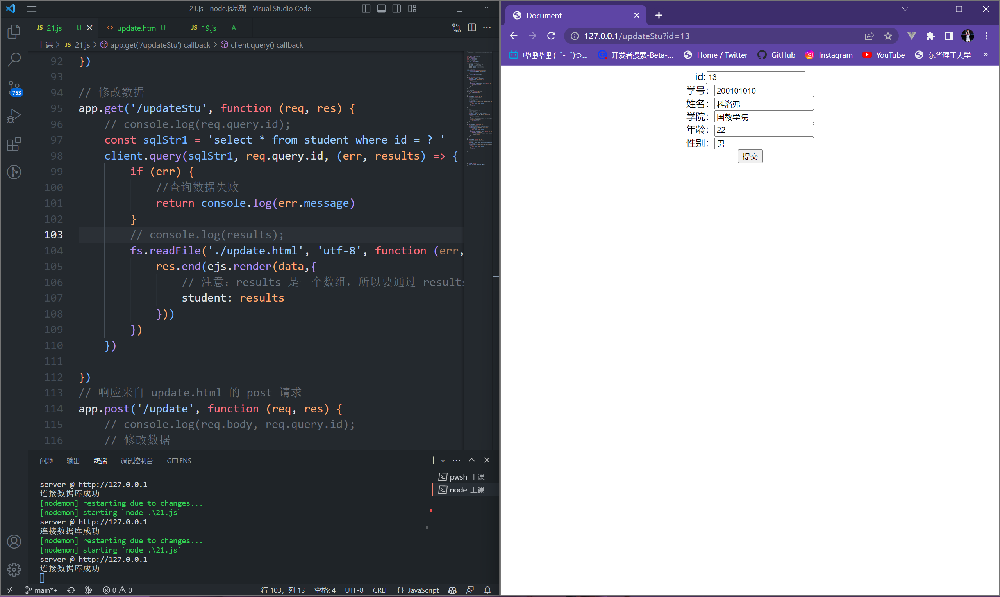 21.js - node.js基础 - Visual Studio Code
JS 21.js U
<> update.html U
JS 19.js A
上课 > JS 21.js > app.get('/updateStu') callback > client.query() callback
92 })
93
94 // 修改数据
95 app.get('/updateStu', function (req, res) {
96 // console.log(req.query.id);
97 const sqlStr1 = 'select * from student where id = ? '
98 client.query(sqlStr1, req.query.id, (err, results) => {
99 if (err) {
100 //查询数据失败
101 return console.log(err.message)
102 }
103 // console.log(results);
104 fs.readFile('./update.html', 'utf-8', function (err,
105 res.end(ejs.render(data,{
106 // 注意：results 是一个数组，所以要通过 results
107 student: results
108 }))
109 })
110 })
111
112 })
113 // 响应来自 update.html 的 post 请求
114 app.post('/update', function (req, res) {
115 // console.log(req.body, req.query.id);
116 // 修改数据
753
问题 输出 终端 调试控制台 GITLENS
server @ http://127.0.0.1
连接数据库成功
[nodemon] restarting due to changes...
[nodemon] starting `node .\21.js`
server @ http://127.0.0.1
连接数据库成功
[nodemon] restarting due to changes...
[nodemon] starting `node .\21.js`
server @ http://127.0.0.1
连接数据库成功
pwsh 上课
node 上课
main*+ 0 0 行 103，列 13 空格: 4 UTF-8 CRLF {} JavaScript
Document
127.0.0.1/updateStu?id=13
哔哩哔哩 (゜-゜)つ... 开发者搜索-Beta-... Home / Twitter GitHub Instagram YouTube 东华理工大学 »
id:13
学号：200101010
姓名：科洛弗
学院：国教学院
年龄：22
性别：男
提交